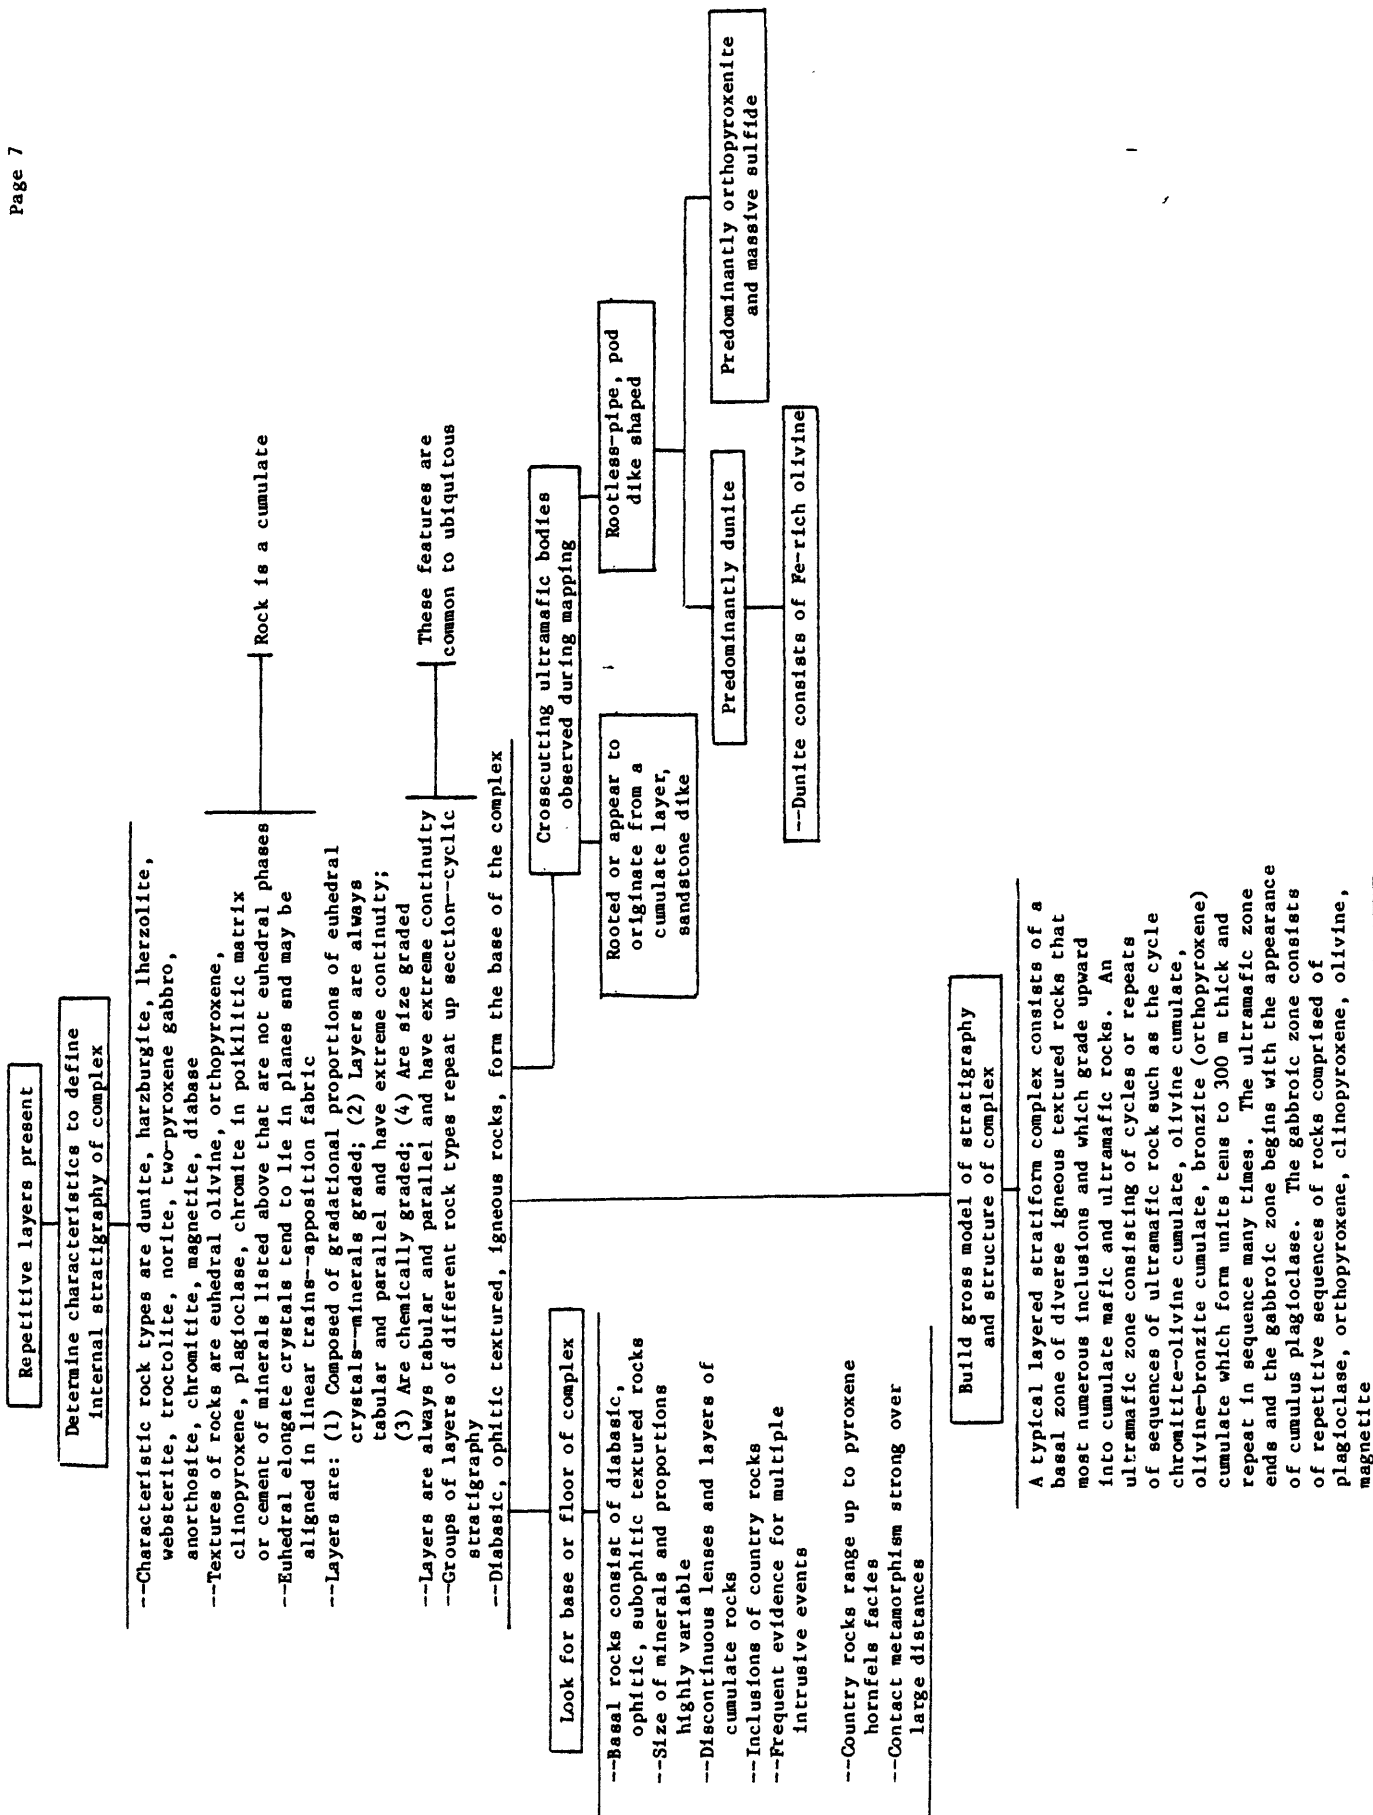 Page 7
Repetitive layers present
Determine characteristics to define
internal stratigraphy of complex
---Characteristic rock types are dunite, harzburgite, lherzolite,
websterite, troctolite, norite, two-pyroxene gabbro,
anorthosite, chromitite, magnetite, diabase
---Textures of rocks are euhedral olivine, orthopyroxene,
clinopyroxene, plagioclase, chromite in poikilitic matrix
or cement of minerals listed above that are not euhedral phases
---Euhedral elongate crystals tend to lie in planes snd may be
aligned in linear trains--apposition fabric
Rock is a cumulate
---Layers are: (1) Composed of gradational proportions of euhedral
crystals--minerals graded; (2) Layers are always
tabular and parallel and have extreme continuity;
(3) Are chemically graded; (4) Are size graded
---Layers are always tabular and parallel and have extreme continuity
---Groups of layers of different rock types repeat up section--cyclic
stratigraphy
These features are
common to ubiquitous
---Diabasic, ophitic textured, igneous rocks, form the base of the complex
Look for base or floor of complex
---Basal rocks consist of diabasic,
ophitic, subophitic textured rocks
---Size of minerals and proportions
highly variable
---Discontinuous lenses and layers of
cumulate rocks
---Inclusions of country rocks
---Frequent evidence for multiple
intrusive events
---Country rocks range up to pyroxene
hornfels facies
---Contact metamorphism strong over
large distances
Crosscutting ultramafic bodies
observed during mapping
Rooted or appear to
originate from a
cumulate layer,
sandstone dike
Rootless-pipe, pod
dike shaped
Predominantly dunite
---Dunite consists of Fe-rich olivine
Predominantly orthopyroxenite
and massive sulfide
Build gross model of stratigraphy
and structure of complex
A typical layered stratiform complex consists of a
basal zone of diverse igneous textured rocks that
most numerous inclusions and which grade upward
into cumulate mafic and ultramafic rocks. An
ultramafic zone consisting of cycles or repeats
of sequences of ultramafic rock such as the cycle
chromitite-olivine cumulate, olivine cumulate,
olivine-bronzite cumulate, bronzite (orthopyroxene)
cumulate which form units tens to 300 m thick and
repeat in sequence many times. The ultramafic zone
ends and the gabbroic zone begins with the appearance
of cumulus plagioclase. The gabbroic zone consists
of repetitive sequences of rocks comprised of
plagioclase, orthopyroxene, clinopyroxene, olivine,
magnetite